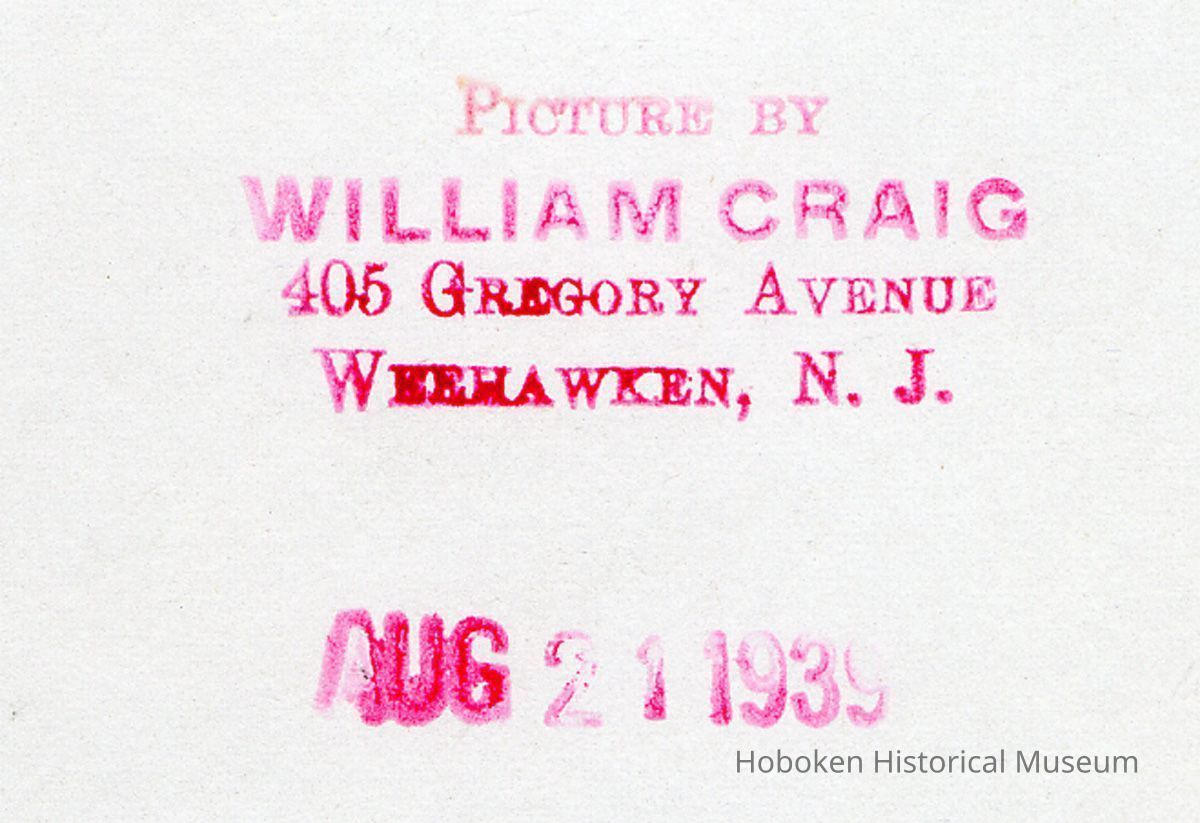 PICTURE BY
WILLIAM CRAIG
405 GREGORY AVENUE
WEEHAWKEN, N. J.
AUG 21 1939
Hoboken Historical Museum